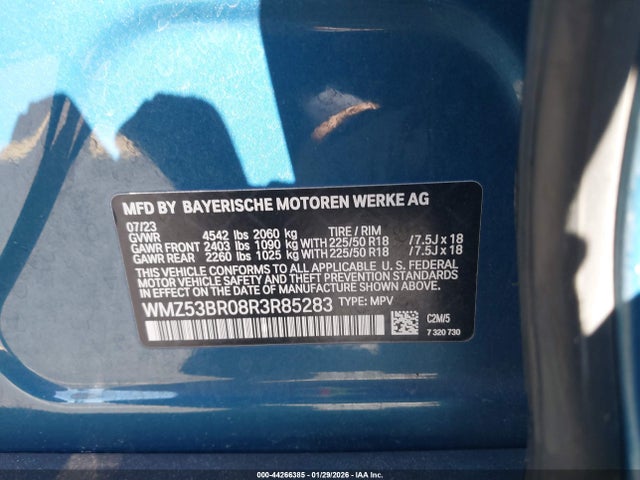 MFD BY BAYERISCHE MOTOREN WERKE AG
07/23 TIRE / RIM
GVWR 4542 lbs 2060 kg
GAWR FRONT 2403 lbs 1090 kg WITH 225/50 R18 /7.5J x 18
GAWR REAR 2260 lbs 1025 kg WITH 225/50 R18 /7.5J x 18
THIS VEHICLE CONFORMS TO ALL APPLICABLE U. S. FEDERAL
MOTOR VEHICLE SAFETY AND THEFT PREVENTION STANDARDS
IN EFFECT ON THE DATE OF MANUFACTURE SHOWN ABOVE.
WMZ53BR08R3R85283 TYPE: MPV
C2M/5
7 320 730
000-44266385 - 01/29/2026 - IAA Inc.